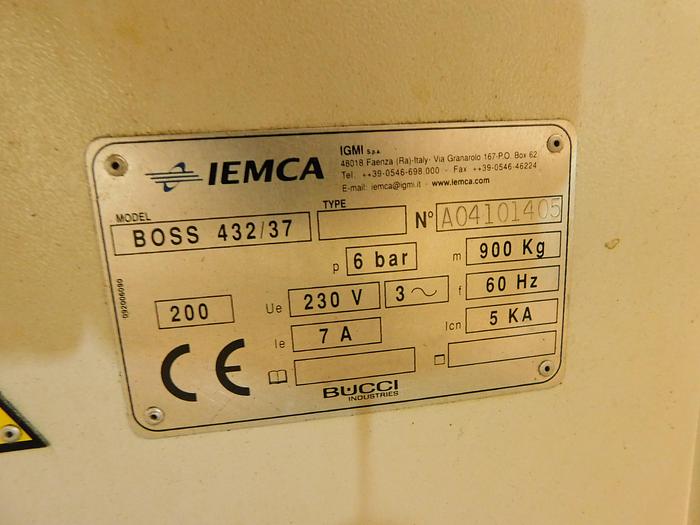 IEMCA
IGMI S.p.A.
48018 Faenza (Ra)-Italy- Via Granarolo 167-P.O. Box 62
Tel. ++39-0546-698.000 - Fax ++39-0546-46224
E-mail: iemca@igmi.it - www.iemca.com
MODEL
BOSS 432/37
TYPE
N° A04101405
p 6 bar
m 900 Kg
200
Ue 230 V 3~
f 60 Hz
Ie 7 A
Icn 5 KA
CE
BUCCI
INDUSTRIES
092006090